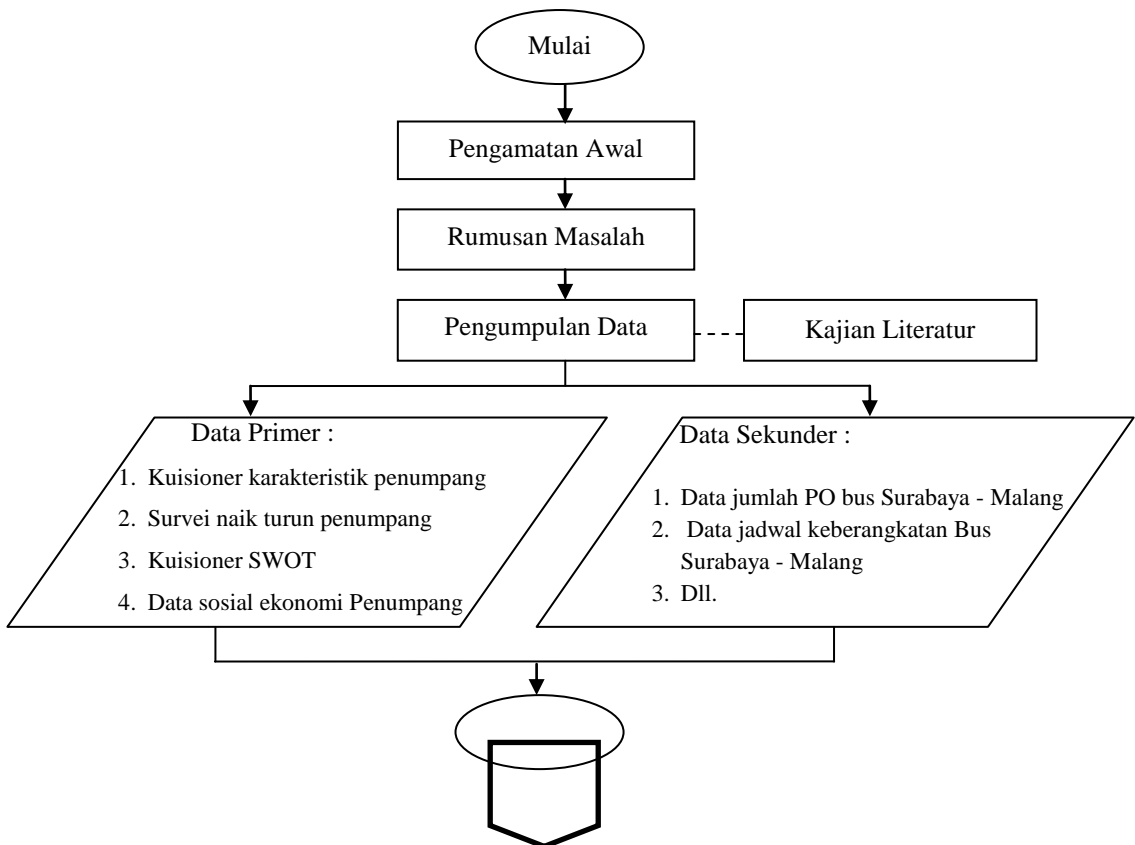 Mulai
Pengamatan Awal
Rumusan Masalah
Pengumpulan Data
Kajian Literatur
Data Primer :
1. Kuisioner karakteristik penumpang
2. Survei naik turun penumpang
3. Kuisioner SWOT
4. Data sosial ekonomi Penumpang
Data Sekunder :
1. Data jumlah PO bus Surabaya - Malang
2. Data jadwal keberangkatan Bus
Surabaya - Malang
3. Dll.